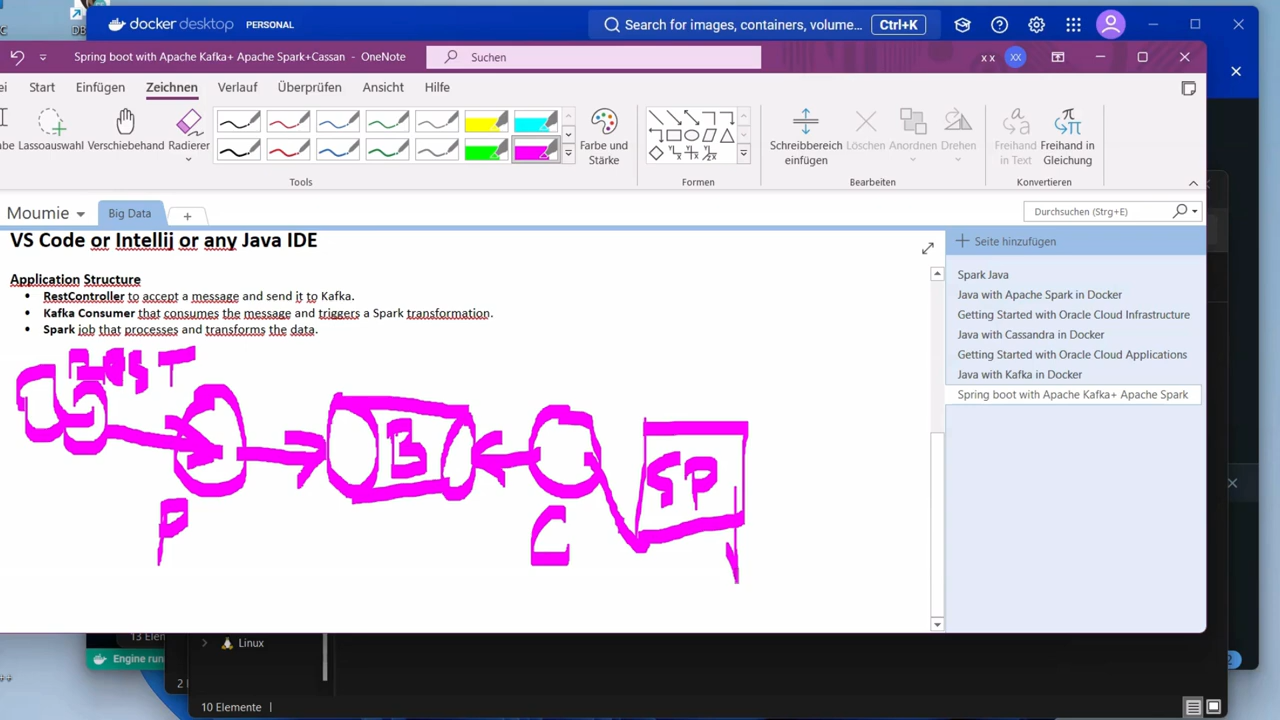 docker desktop PERSONAL
Search for images, containers, volume... Ctrl+K
Spring boot with Apache Kafka+ Apache Spark+Cassan - OneNote
Suchen
x x XX
Start Einfügen Zeichnen Verlauf Überprüfen Ansicht Hilfe
Lassoauswahl Verschiebehand Radierer
Farbe und Stärke
Schreibbereich einfügen
Löschen Anordnen Drehen
Freihand in Text
Freihand in Gleichung
Tools Formen Bearbeiten Konvertieren
Moumie Big Data +
Durchsuchen (Strg+E)
VS Code or Intellij or any Java IDE
Application Structure
• RestController to accept a message and send it to Kafka.
• Kafka Consumer that consumes the message and triggers a Spark transformation.
• Spark job that processes and transforms the data.
REST
B
SP
P
C
Seite hinzufügen
Spark Java
Java with Apache Spark in Docker
Getting Started with Oracle Cloud Infrastructure
Java with Cassandra in Docker
Getting Started with Oracle Cloud Applications
Java with Kafka in Docker
Spring boot with Apache Kafka+ Apache Spark
13 Elem
Linux
Engine run
10 Elemente